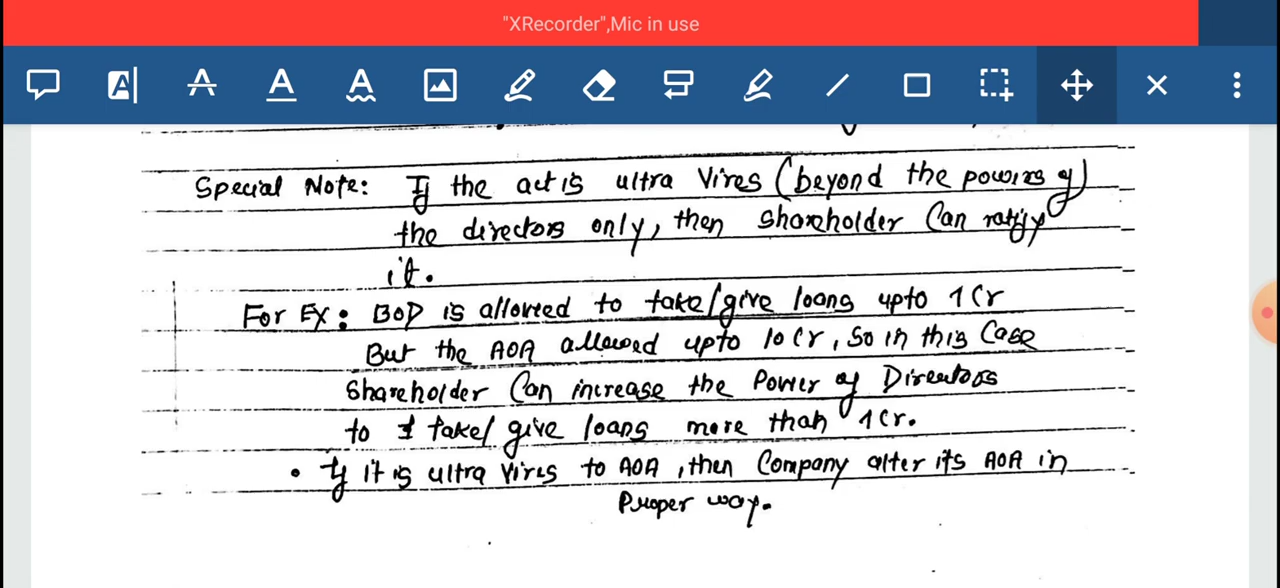 "XRecorder",Mic in use
Special Note: If the act is ultra vires (beyond the powers of)
the directors only, then shareholder Can ratify
it.
For Ex: BOD is allowed to take/give loans upto 1 Cr
But the AOA allowed upto 10 Cr, So in this Case
Shareholder Can increase the Power of Directors
to take/ give loans more than 1 Cr.
• If it is ultra vires to AOA, then Company alter its AOA in
Proper way.